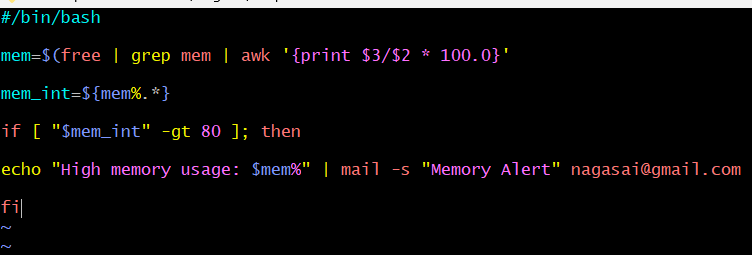 #/bin/bash
mem=$(free | grep mem | awk '{print $3/$2 * 100.0}'
mem_int=${mem%.*}
if [ "$mem_int" -gt 80 ]; then
echo "High memory usage: $mem%" | mail -s "Memory Alert" nagasai@gmail.com
fi
~
~